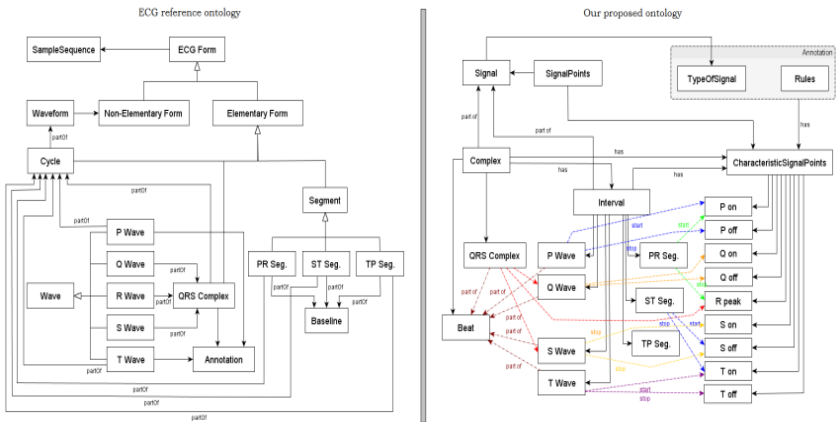 ECG reference ontology
SampleSequence
ECG Form
Waveform
Non-Elementary Form
Elementary Form
partOf
Cycle
Segment
partOf
P Wave
partOf
Q Wave
PR Seg.
ST Seg.
TP Seg.
partOf
partOf
partOf
partOf
Wave
R Wave
partOf
QRS Complex
Baseline
S Wave
partOf
T Wave
Annotation
partOf
partOf
partOf
Our proposed ontology
Annotation
Signal
SignalPoints
TypeOfSignal
Rules
part of
part of
has
Complex
has
has
has
CharacteristicSignalPoints
Interval
P on
start
P off
start
QRS Complex
P Wave
stop
PR Seg.
Q on
Q Wave
Q off
part of
part of
stop
ST Seg.
R peak
Beat
stop
start
S on
part of
stop
S Wave
TP Seg.
S off
part of
stop
T on
T Wave
start
stop
T off